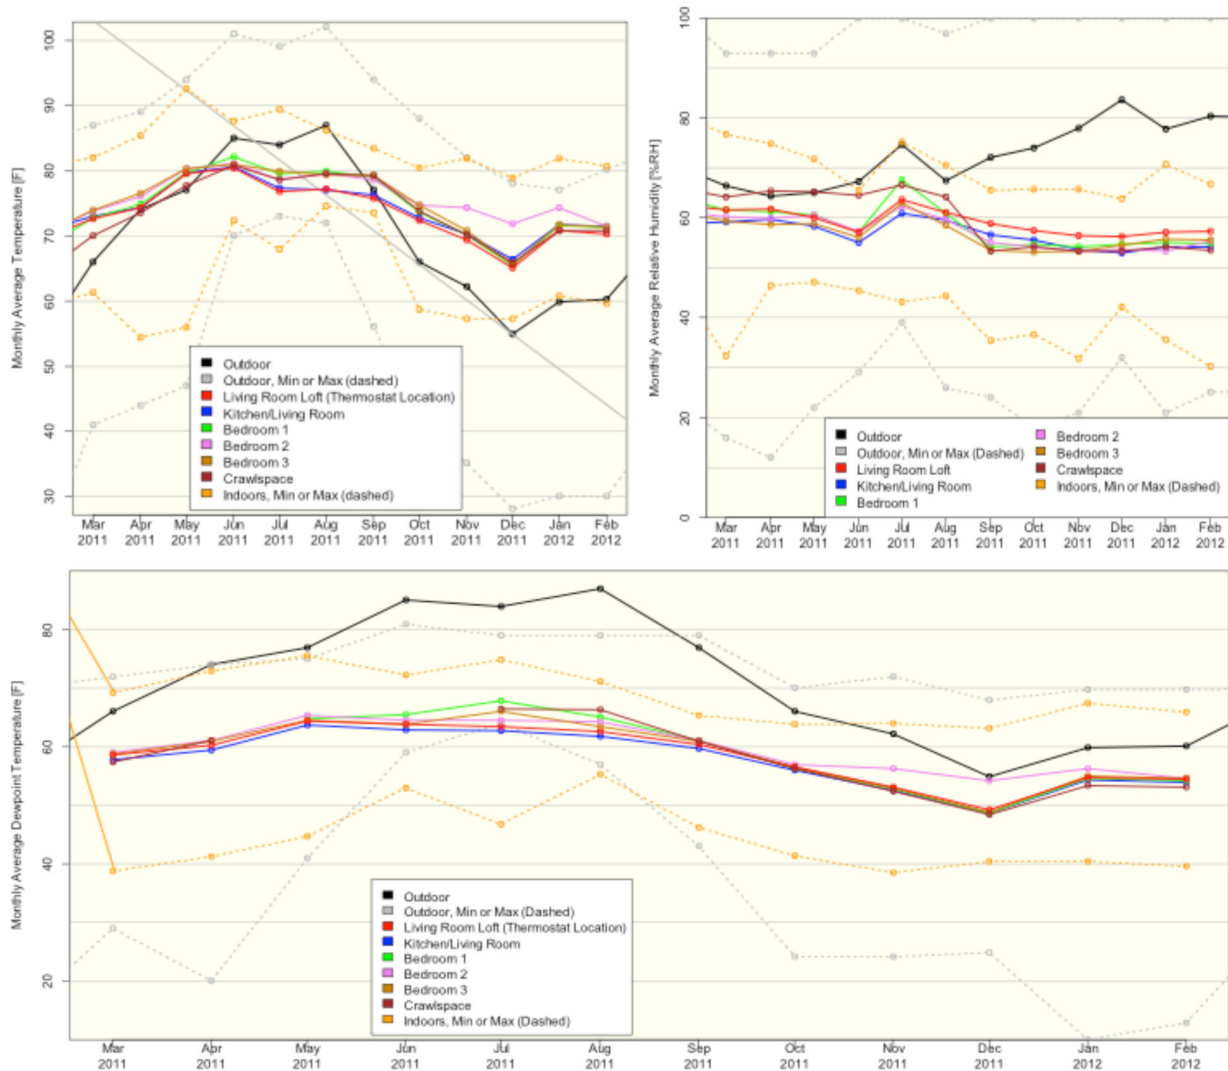 Monthly Average Temperature [F]
100
90
80
70
60
50
40
30
Outdoor
Outdoor, Min or Max (dashed)
Living Room Loft (Thermostat Location)
Kitchen/Living Room
Bedroom 1
Bedroom 2
Bedroom 3
Crawlspace
Indoors, Min or Max (dashed)
Mar Apr May Jun Jul Aug Sep Oct Nov Dec Jan Feb
2011 2011 2011 2011 2011 2011 2011 2011 2011 2011 2012 2012
Monthly Average Relative Humidity [%RH]
100
80
60
40
20
0
Outdoor
Outdoor, Min or Max (Dashed)
Living Room Loft
Kitchen/Living Room
Bedroom 1
Bedroom 2
Bedroom 3
Crawlspace
Indoors, Min or Max (Dashed)
Mar Apr May Jun Jul Aug Sep Oct Nov Dec Jan Feb
2011 2011 2011 2011 2011 2011 2011 2011 2011 2011 2012 2012
Monthly Average Dewpoint Temperature [F]
80
60
40
20
Outdoor
Outdoor, Min or Max (Dashed)
Living Room Loft (Thermostat Location)
Kitchen/Living Room
Bedroom 1
Bedroom 2
Bedroom 3
Crawlspace
Indoors, Min or Max (Dashed)
Mar Apr May Jun Jul Aug Sep Oct Nov Dec Jan Feb
2011 2011 2011 2011 2011 2011 2011 2011 2011 2011 2012 2012